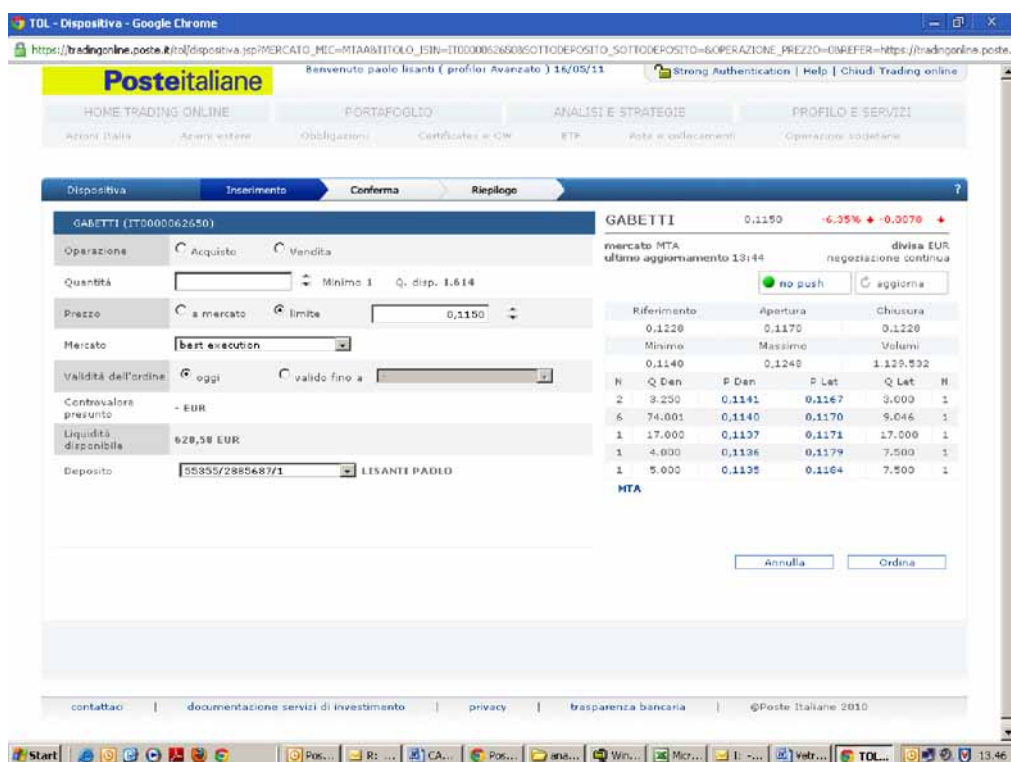 TOL - Dispositiva - Google Chrome
https://tradingonline.poste.it/tol/dispositiva.jsp?MERCATO_MIC=MTAA&TITOLO_ISIN=IT0000062650&SOTTODEPOSITO_SOTTODEPOSITO=&OPERAZIONE_PREZZO=0&REFER=https://tradingonline.poste.
Posteitaliane
Benvenuto paolo lisanti ( profilor Avanzato ) 16/05/11
Strong Authentication | Help | Chiudi Trading online
HOME TRADING ONLINE PORTAFOGLIO ANALISI E STRATEGIE PROFILO E SERVIZI
Azioni Italia Azioni estere Obbligazioni Certificates e CW ETF Aste e collocamenti Operazioni societarie
Dispositiva Inserimento Conferma Riepilogo ?
GABETTI (IT0000062650)
Operazione Acquisto Vendita
Quantità Minimo 1 Q. disp. 1.614
Prezzo a mercato limite 0,1150
Mercato best execution
Validità dell'ordine oggi valido fino a -
Controvalore presunto - EUR
Liquidità disponibile 628,58 EUR
Deposito 55355/2885687/1 LISANTI PAOLO
GABETTI 0,1150 -6,35% -0,0078
mercato MTA divisa EUR
ultimo aggiornamento 13:44 negoziazione continua
no push aggiorna
Riferimento Apertura Chiusura
0,1228 0,1170 0,1228
Minimo Massimo Volumi
0,1140 0,1248 1.129.532
N Q Den P Den P Let Q Let N
2 3.250 0,1141 0,1167 3.000 1
6 74.001 0,1140 0,1170 9.046 1
1 17.000 0,1137 0,1171 17.000 1
1 4.000 0,1136 0,1179 7.500 1
1 5.000 0,1135 0,1184 7.500 1
MTA
Annulla Ordina
contattaci | documentazione servizi di investimento | privacy | trasparenza bancaria | @Poste Italiane 2010
Start Pos... R: ... CA... Pos... ana... Win... Micr... I: -... Vetr... TOL... 13.46